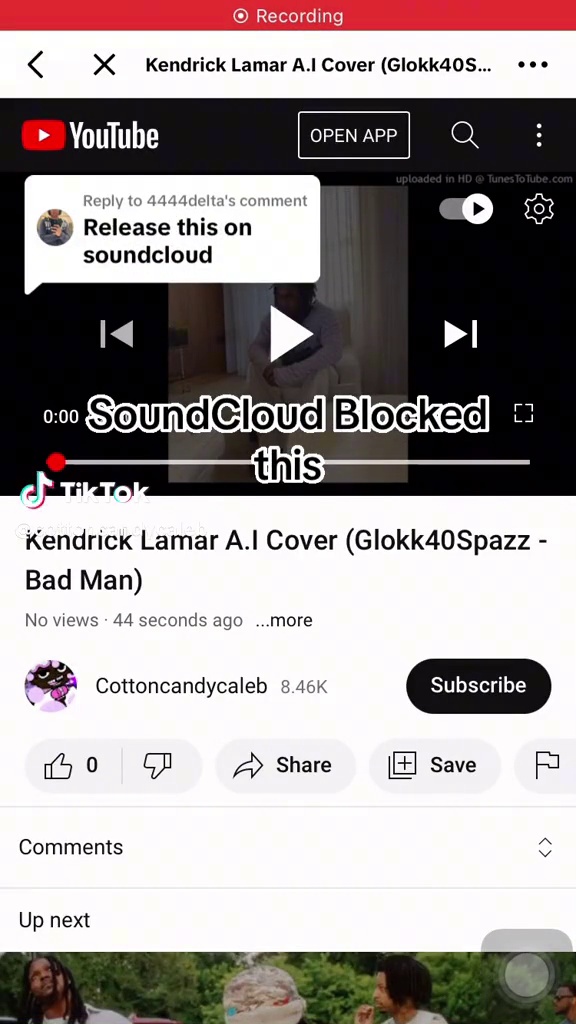 Recording
Kendrick Lamar A.I Cover (Glokk40S...
YouTube
OPEN APP
uploaded in HD @ TunesToTube.com
Reply to 4444delta's comment
Release this on
soundcloud
0:00
SoundCloud Blocked
this
TikTok
Kendrick Lamar A.I Cover (Glokk40Spazz -
Bad Man)
No views · 44 seconds ago ...more
Cottoncandycaleb 8.46K
Subscribe
0
Share
Save
Comments
Up next